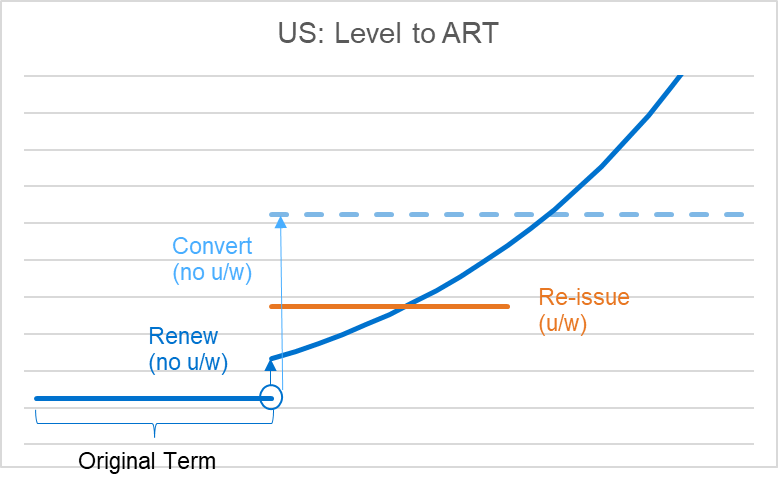 US: Level to ART
Convert
(no u/w)
Re-issue
(u/w)
Renew
(no u/w)
Original Term